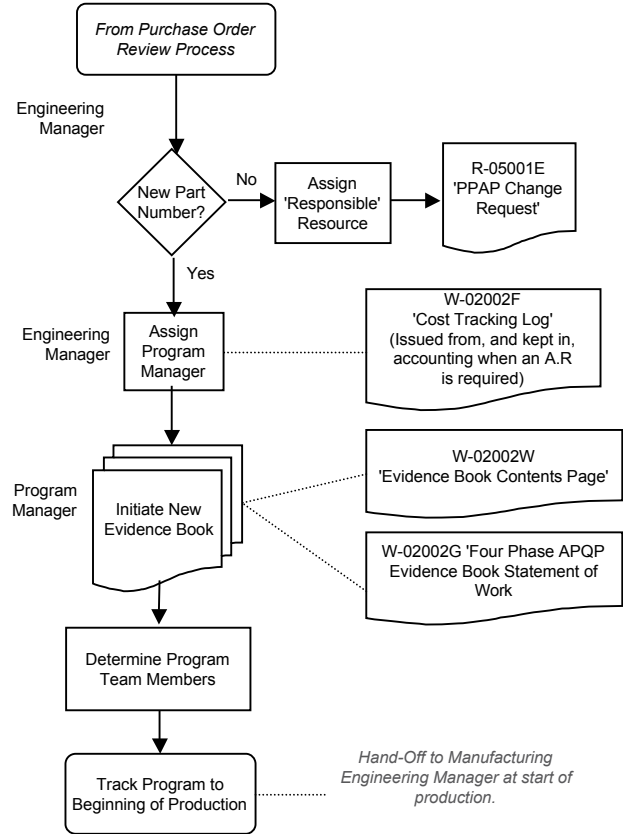 From Purchase Order
Review Process
Engineering
Manager
New Part
Number?
No
Assign
'Responsible'
Resource
R-05001E
'PPAP Change
Request'
Yes
Engineering
Manager
Assign
Program
Manager
W-02002F
'Cost Tracking Log'
(Issued from, and kept in,
accounting when an A.R
is required)
Program
Manager
Initiate New
Evidence Book
W-02002W
'Evidence Book Contents Page'
W-02002G 'Four Phase APQP
Evidence Book Statement of
Work
Determine Program
Team Members
Track Program to
Beginning of Production
Hand-Off to Manufacturing
Engineering Manager at start of
production.